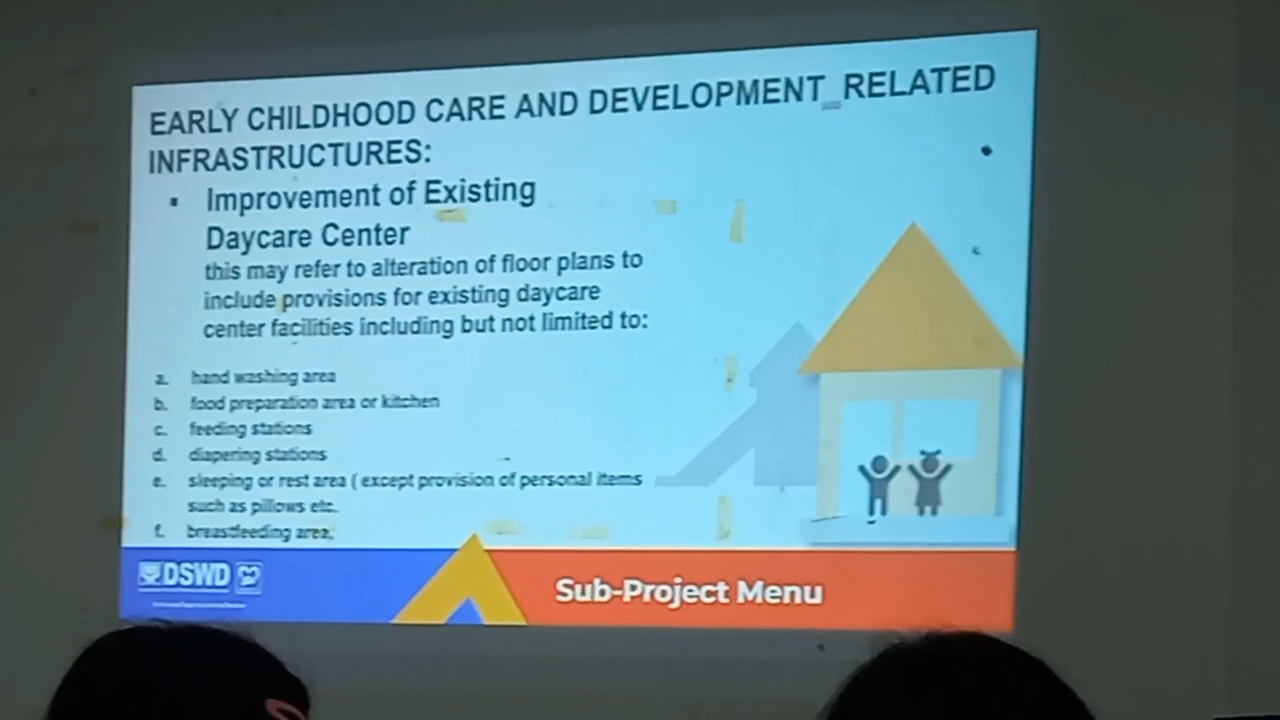 EARLY CHILDHOOD CARE AND DEVELOPMENT_RELATED
INFRASTRUCTURES:
▪ Improvement of Existing
Daycare Center
this may refer to alteration of floor plans to
include provisions for existing daycare
center facilities including but not limited to:
a. hand washing area
b. food preparation area or kitchen
c. feeding stations
d. diapering stations
e. sleeping or rest area ( except provision of personal items
such as pillows etc.
f. breastfeeding area,
DSWD
Sub-Project Menu